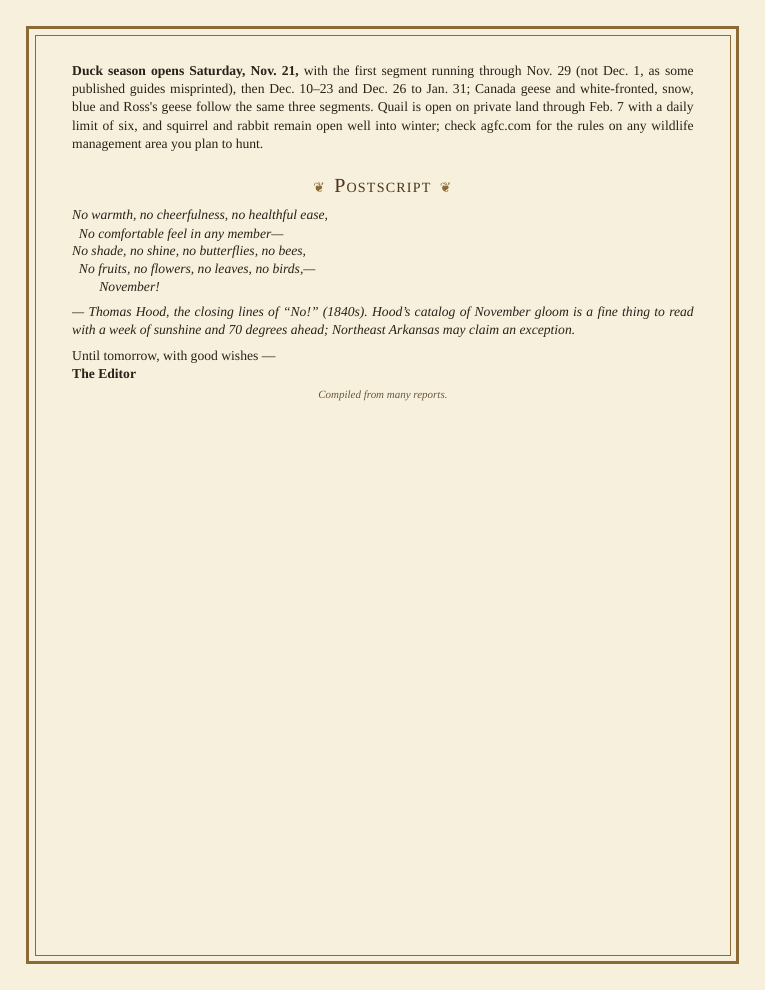 Duck season opens Saturday, Nov. 21, with the first segment running through Nov. 29 (not Dec. 1, as some
published guides misprinted), then Dec. 10–23 and Dec. 26 to Jan. 31; Canada geese and white-fronted, snow,
blue and Ross's geese follow the same three segments. Quail is open on private land through Feb. 7 with a daily
limit of six, and squirrel and rabbit remain open well into winter; check agfc.com for the rules on any wildlife
management area you plan to hunt.
❦ Postscript ❦
No warmth, no cheerfulness, no healthful ease,
No comfortable feel in any member—
No shade, no shine, no butterflies, no bees,
No fruits, no flowers, no leaves, no birds,—
November!
— Thomas Hood, the closing lines of “No!” (1840s). Hood’s catalog of November gloom is a fine thing to read
with a week of sunshine and 70 degrees ahead; Northeast Arkansas may claim an exception.
Until tomorrow, with good wishes —
The Editor
Compiled from many reports.